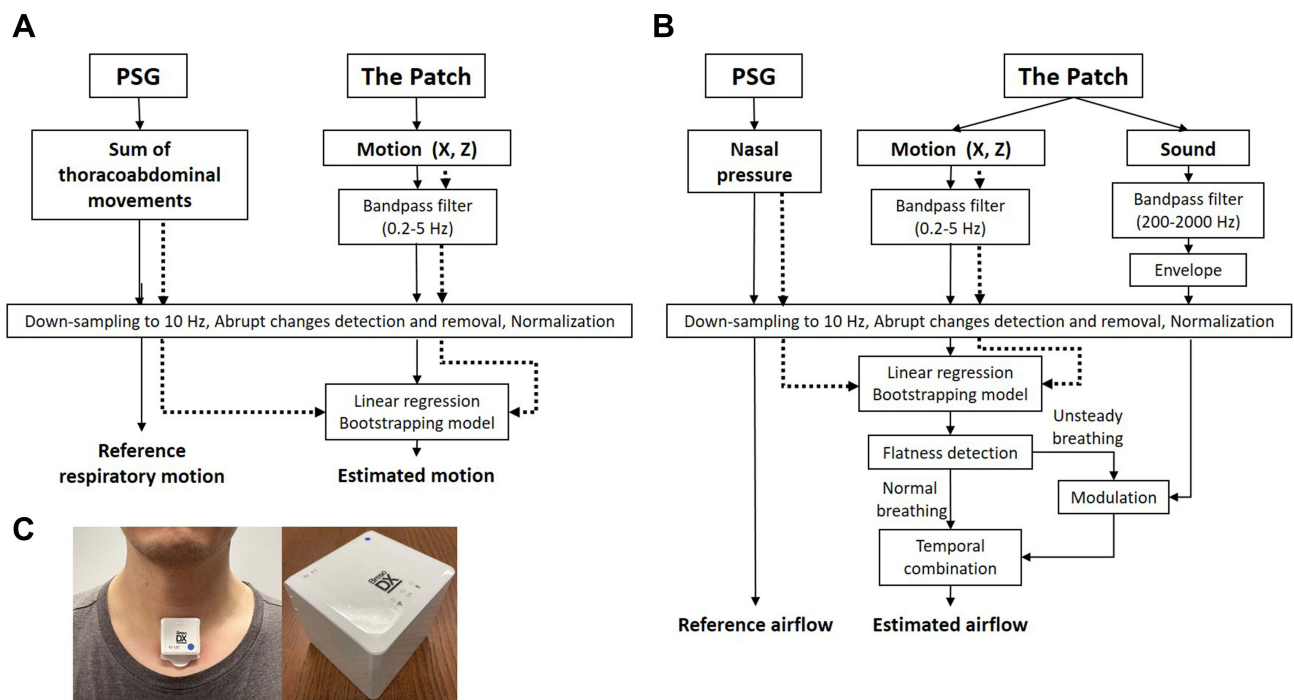 A
PSG
The Patch
Sum of
thoracoabdominal
movements
Motion (X, Z)
Bandpass filter
(0.2-5 Hz)
Down-sampling to 10 Hz, Abrupt changes detection and removal, Normalization
Linear regression
Bootstrapping model
Reference
respiratory motion
Estimated motion
B
PSG
The Patch
Nasal
pressure
Motion (X, Z)
Sound
Bandpass filter
(0.2-5 Hz)
Bandpass filter
(200-2000 Hz)
Envelope
Down-sampling to 10 Hz, Abrupt changes detection and removal, Normalization
Linear regression
Bootstrapping model
Unsteady
breathing
Flatness detection
Normal
breathing
Modulation
Temporal
combination
Reference airflow
Estimated airflow
C
DX
DX